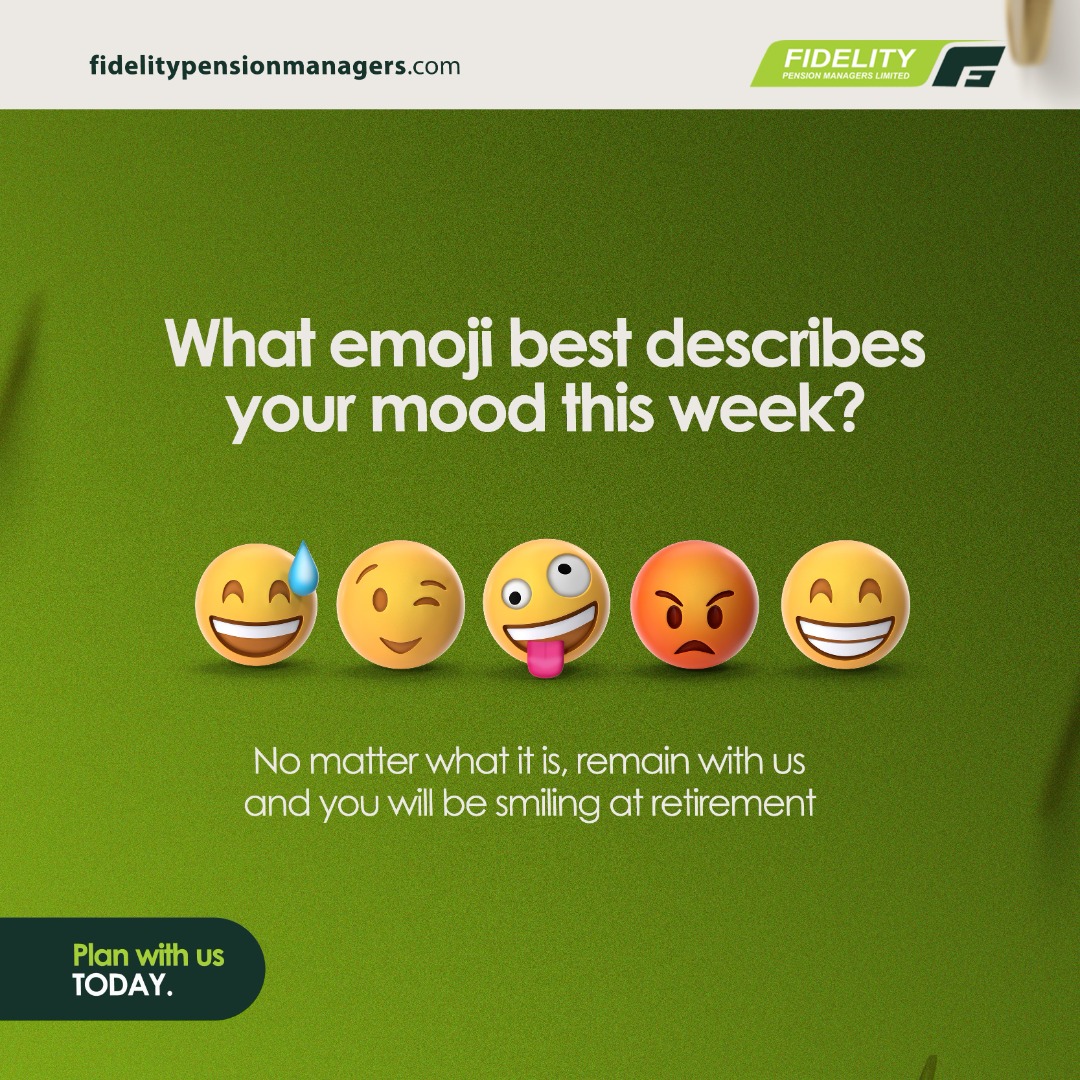 fidelitypensionmanagers.com
FIDELITY
PENSION MANAGERS LIMITED
What emoji best describes
your mood this week?
No matter what it is, remain with us
and you will be smiling at retirement
Plan with us
TODAY.